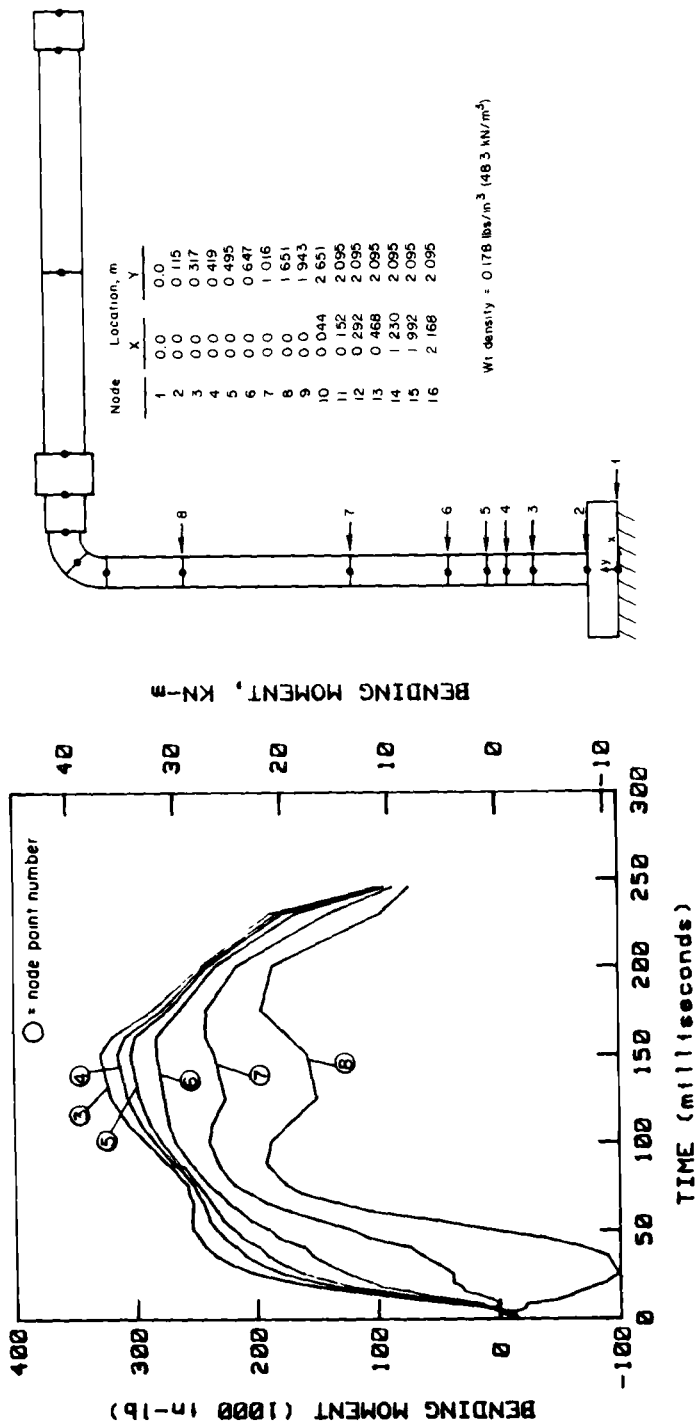 BENDING MOMENT (1000 in-lb)
400
300
200
100
0
-100
○ = node point number
3
4
5
6
7
8
0
50
100
150
200
250
300
TIME (milliseconds)
40
30
20
10
0
-10
BENDING MOMENT, KN-m
Node Location, m
X Y
1 0.0 0.0
2 0.0 0.115
3 0.0 0.317
4 0.0 0.419
5 0.0 0.495
6 0.0 0.647
7 0.0 1.016
8 0.0 1.651
9 0.0 1.943
10 0.044 2.651
11 0.152 2.095
12 0.292 2.095
13 0.468 2.095
14 1.230 2.095
15 1.992 2.095
16 2.168 2.095
Wt density = 0.178 lbs/in³ (48.3 kN/m³)
8
7
6
5
4
3
2
1
y
x